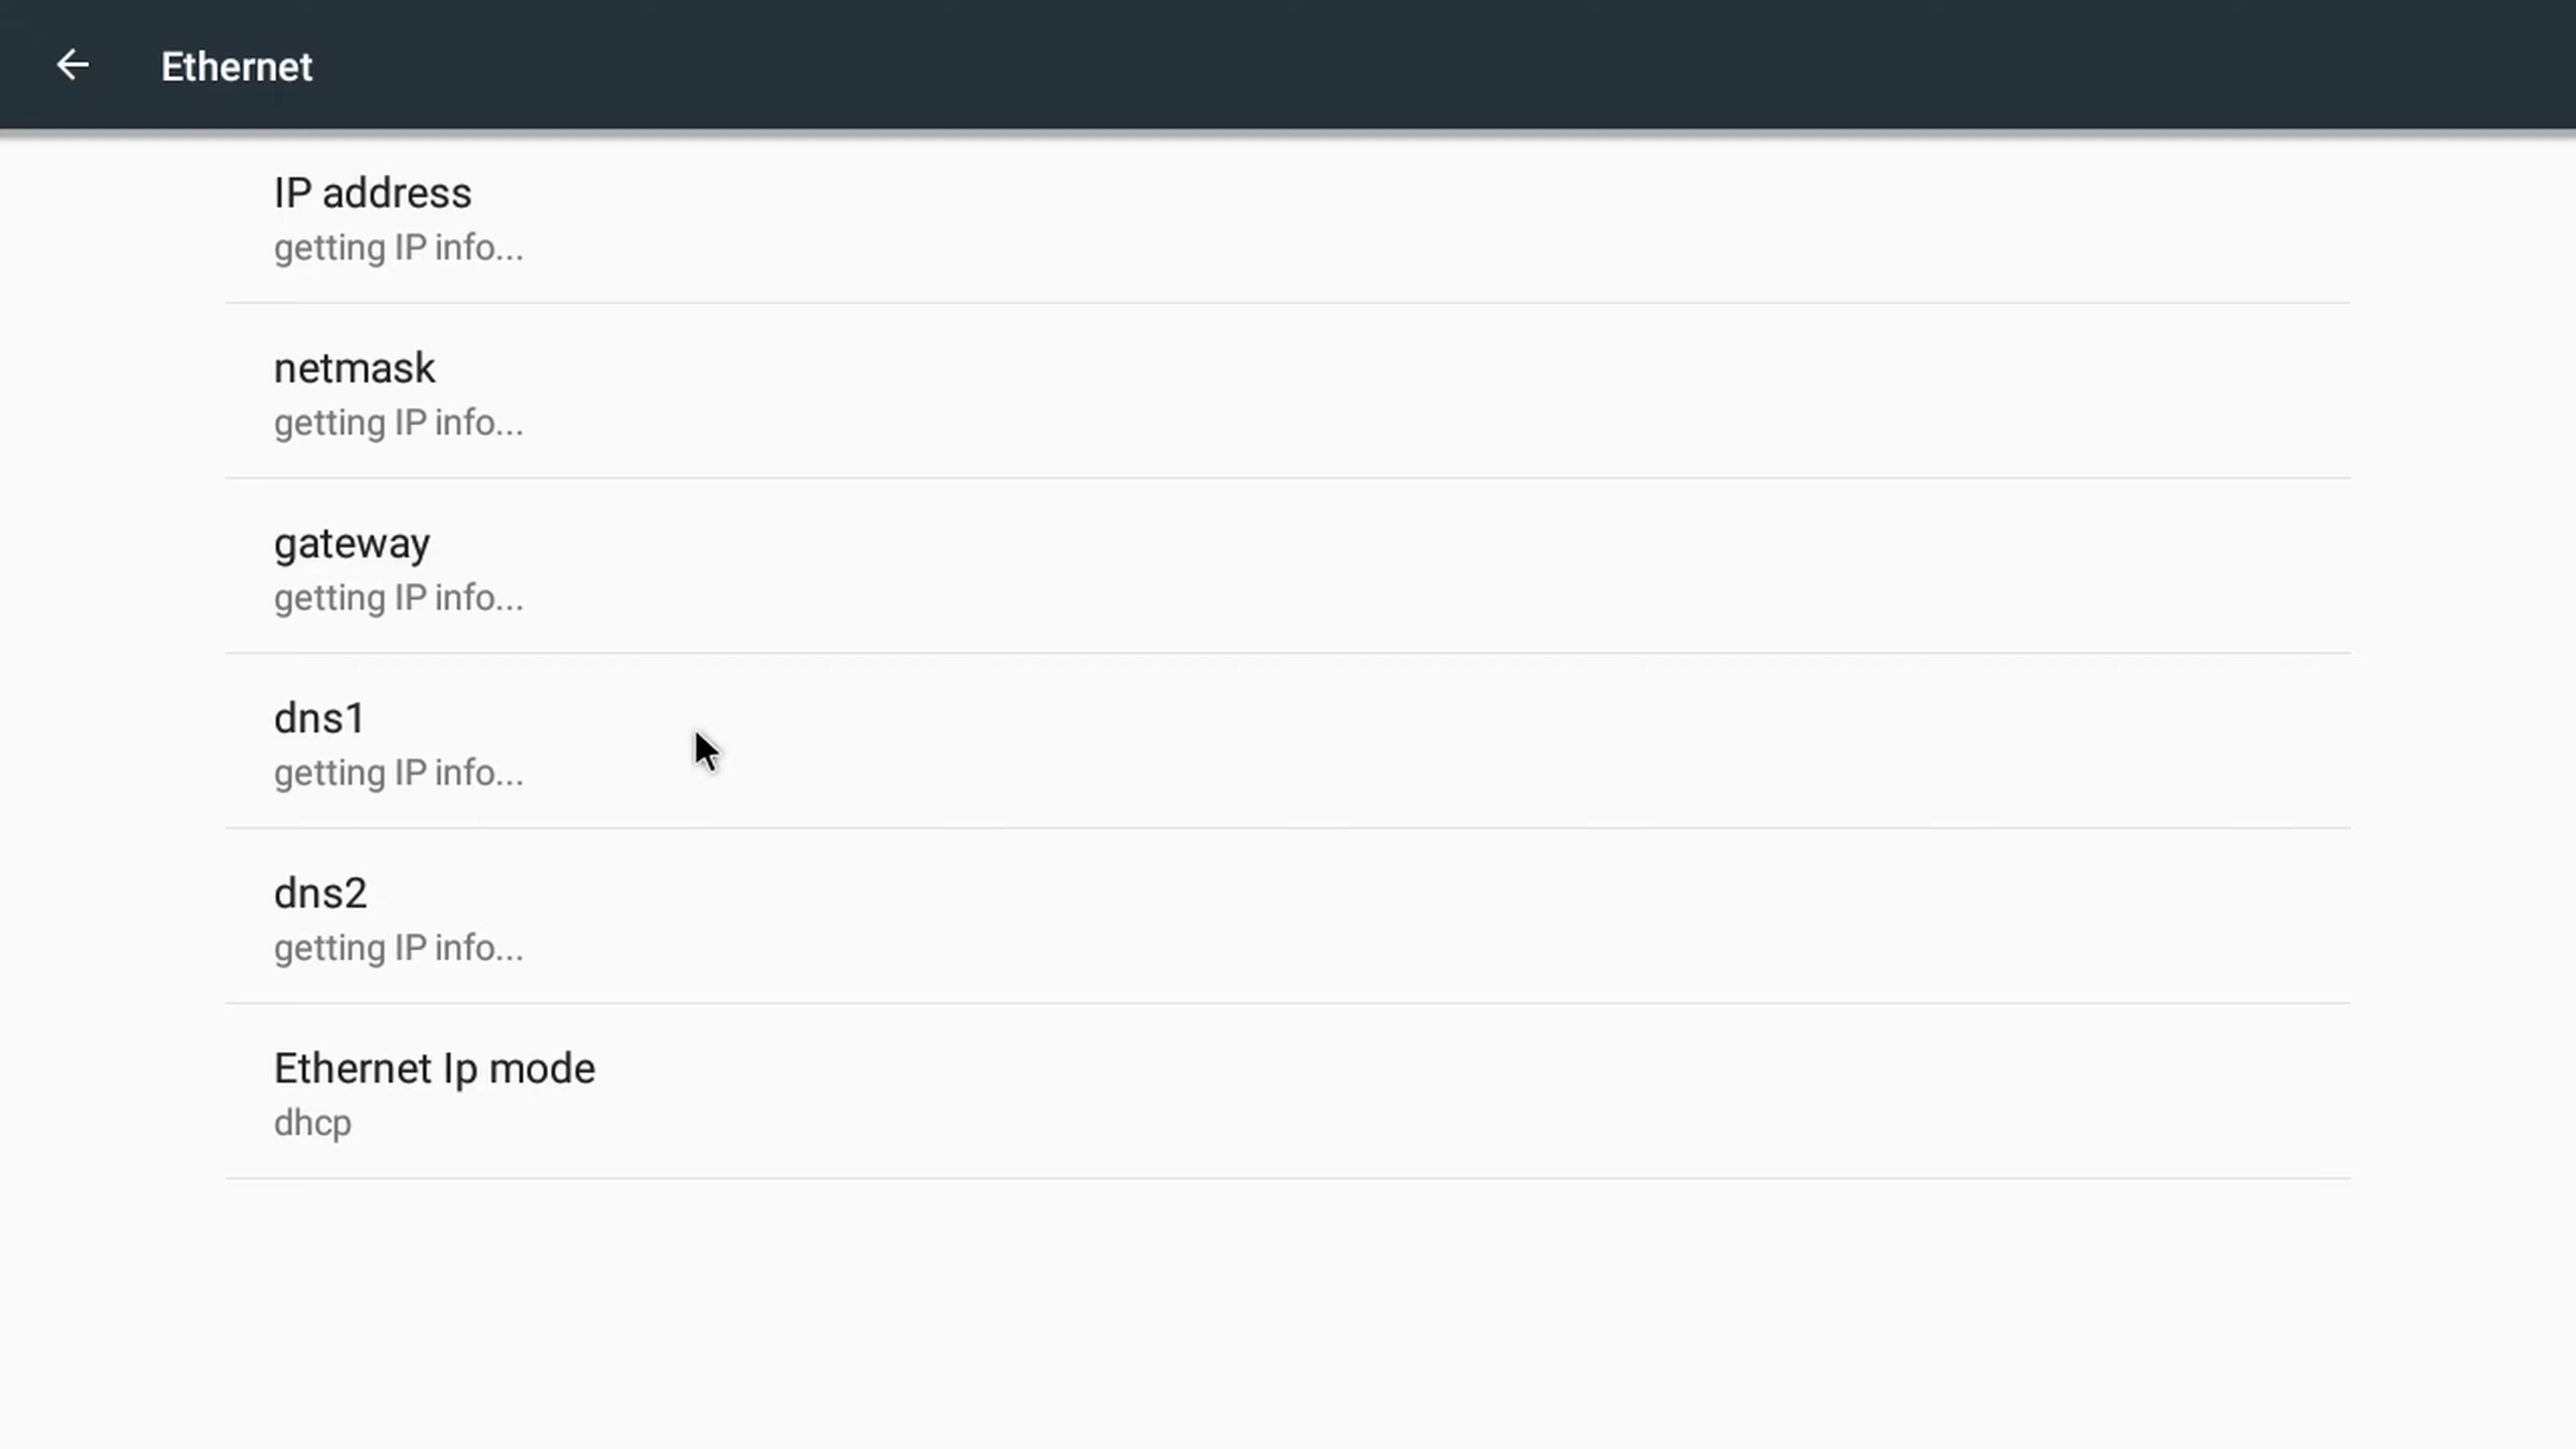 Ethernet
IP address
getting IP info...
netmask
getting IP info...
gateway
getting IP info...
dns1
getting IP info...
dns2
getting IP info...
Ethernet Ip mode
dhcp